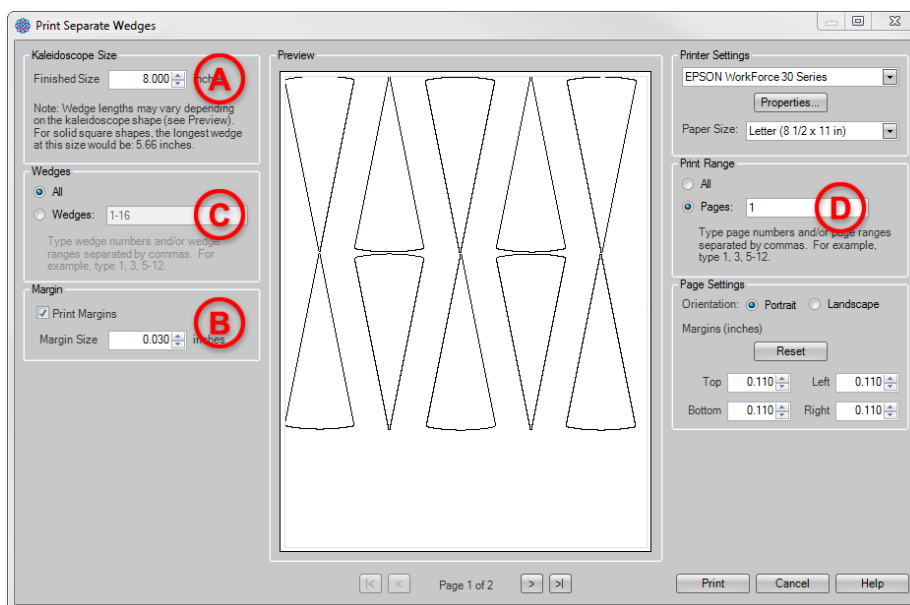 Print Separate Wedges
Kaleidoscope Size
Finished Size 8.000 inches
A
Note: Wedge lengths may vary depending
on the kaleidoscope shape (see Preview).
For solid square shapes, the longest wedge
at this size would be: 5.66 inches.
Wedges
All
Wedges: 1-16
C
Type wedge numbers and/or wedge
ranges separated by commas. For
example, type 1, 3, 5-12.
Margin
Print Margins
B
Margin Size 0.030 inches
Preview
|< < Page 1 of 2 > >|
Printer Settings
EPSON WorkForce 30 Series
Properties...
Paper Size: Letter (8 1/2 x 11 in)
Print Range
All
Pages: 1
D
Type page numbers and/or page ranges
separated by commas. For example,
type 1, 3, 5-12.
Page Settings
Orientation: Portrait Landscape
Margins (inches)
Reset
Top 0.110 Left 0.110
Bottom 0.110 Right 0.110
Print Cancel Help